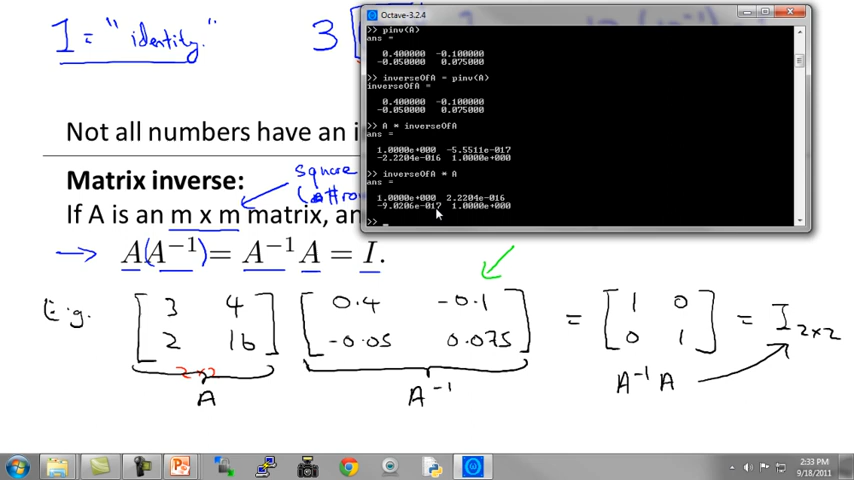 I = "identity."
3
Octave-3.2.4
>> pinv(A)
ans =
0.400000 -0.100000
-0.050000 0.075000
>> inverseOfA = pinv(A)
inverseOfA =
0.400000 -0.100000
-0.050000 0.075000
>> A * inverseOfA
ans =
1.0000e+000 -5.5511e-017
-2.2204e-016 1.0000e+000
>> inverseOfA * A
ans =
1.0000e+000 2.2204e-016
-9.0206e-017 1.0000e+000
>>
Not all numbers have an i
Matrix inverse:
square
If A is an m x m matrix, an
→ A(A⁻¹) = A⁻¹A = I.
E.g. [3 4 [0.4 -0.1 = [1 0 = I 2×2
2 16] -0.05 0.075] 0 1]
2×2
A A⁻¹ A⁻¹A
2:33 PM
9/18/2011